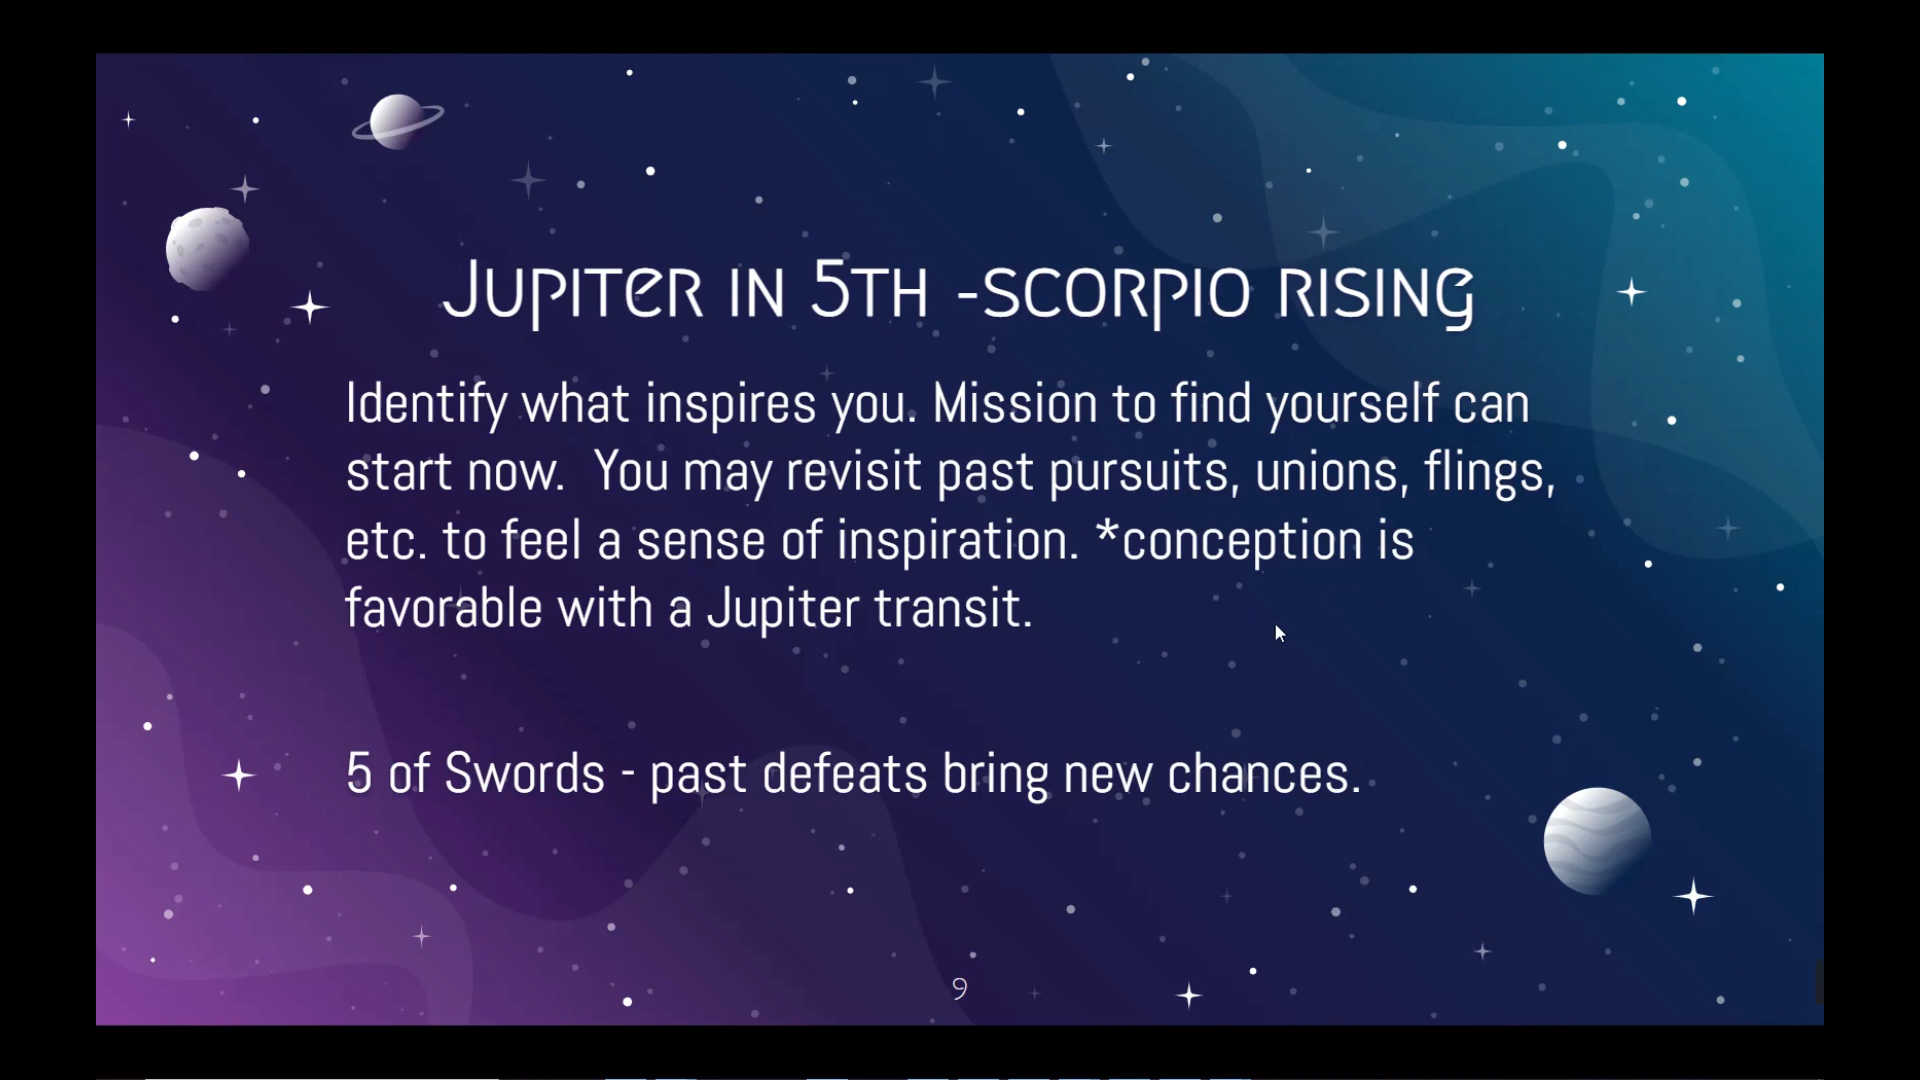 Jupiter in 5th -scorpio rising
Identify what inspires you. Mission to find yourself can
start now.  You may revisit past pursuits, unions, flings,
etc. to feel a sense of inspiration. *conception is
favorable with a Jupiter transit.
5 of Swords - past defeats bring new chances.
9